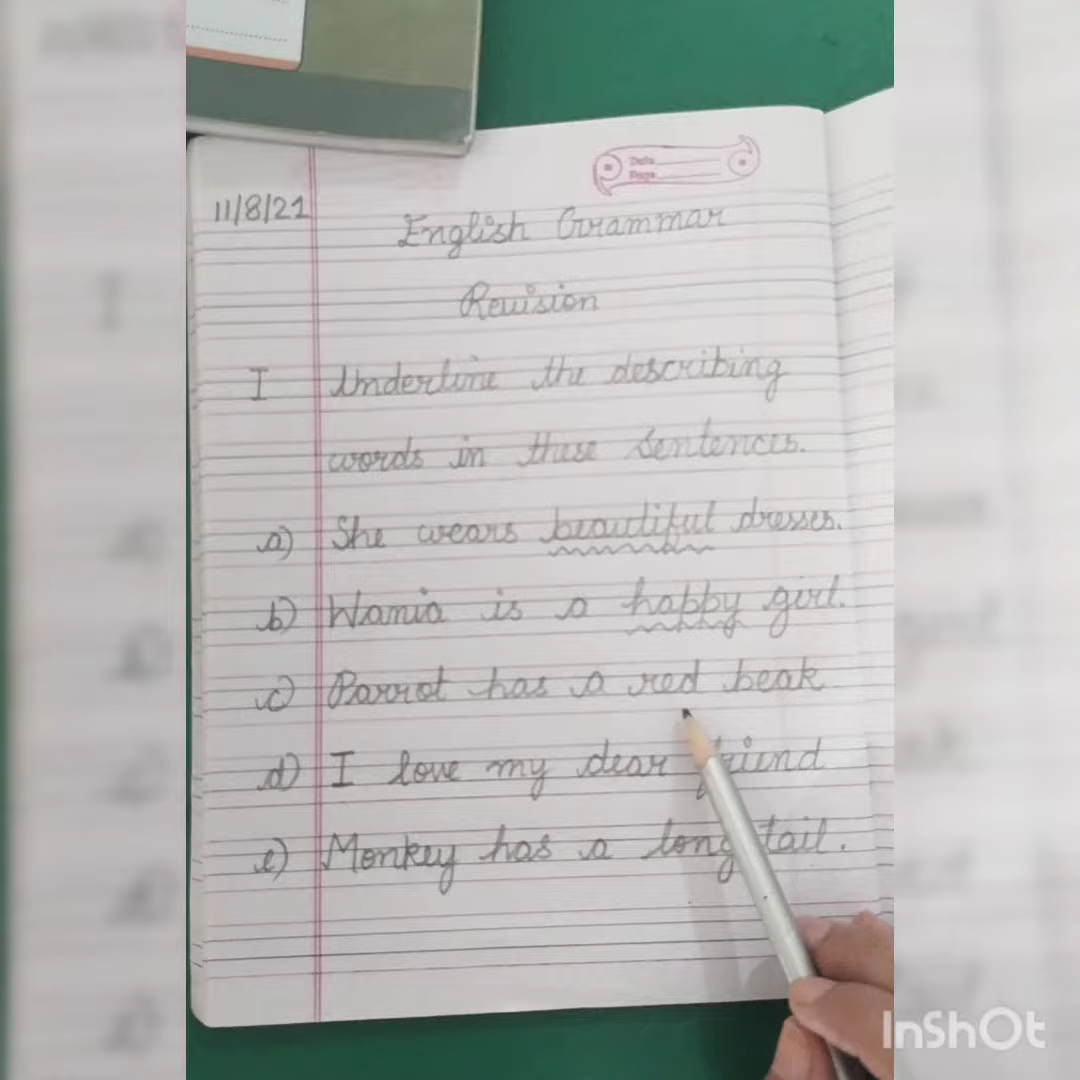 Date
Page
11/8/21
English Grammar
Revision
I Underline the describing
words in these sentences.
a) She wears beautiful dresses.
b) Wania is a happy girl.
c) Parrot has a red beak
d) I love my dear friend
e) Monkey has a long tail.
InShOt